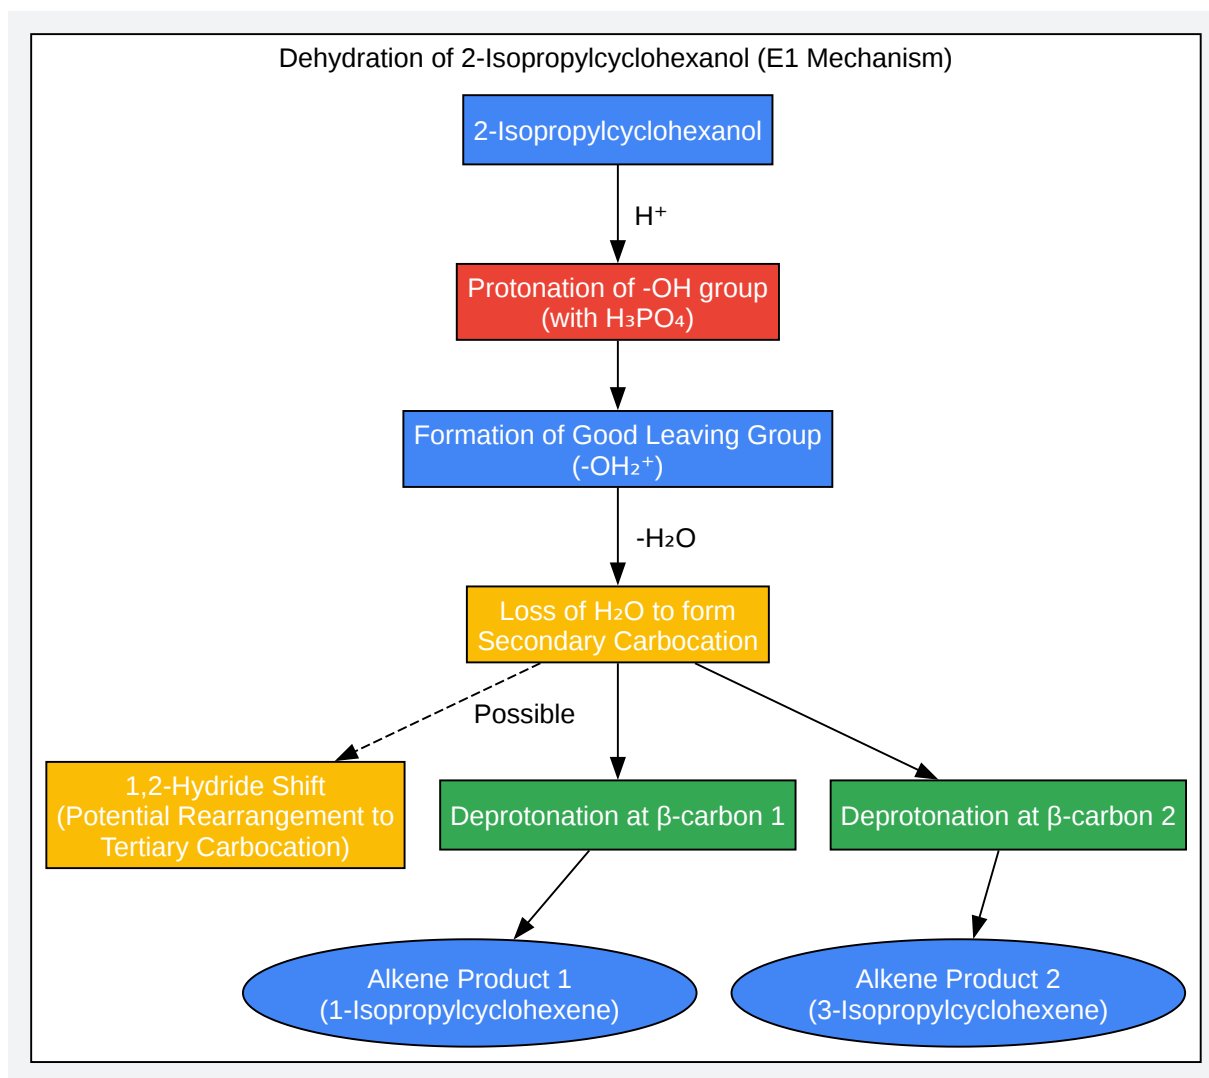 Dehydration of 2-Isopropylcyclohexanol (E1 Mechanism)
2-Isopropylcyclohexanol
H⁺
Protonation of -OH group
(with H₃PO₄)
Formation of Good Leaving Group
(-OH₂⁺)
-H₂O
Loss of H₂O to form
Secondary Carbocation
Possible
1,2-Hydride Shift
(Potential Rearrangement to
Tertiary Carbocation)
Deprotonation at β-carbon 1
Deprotonation at β-carbon 2
Alkene Product 1
(1-Isopropylcyclohexene)
Alkene Product 2
(3-Isopropylcyclohexene)